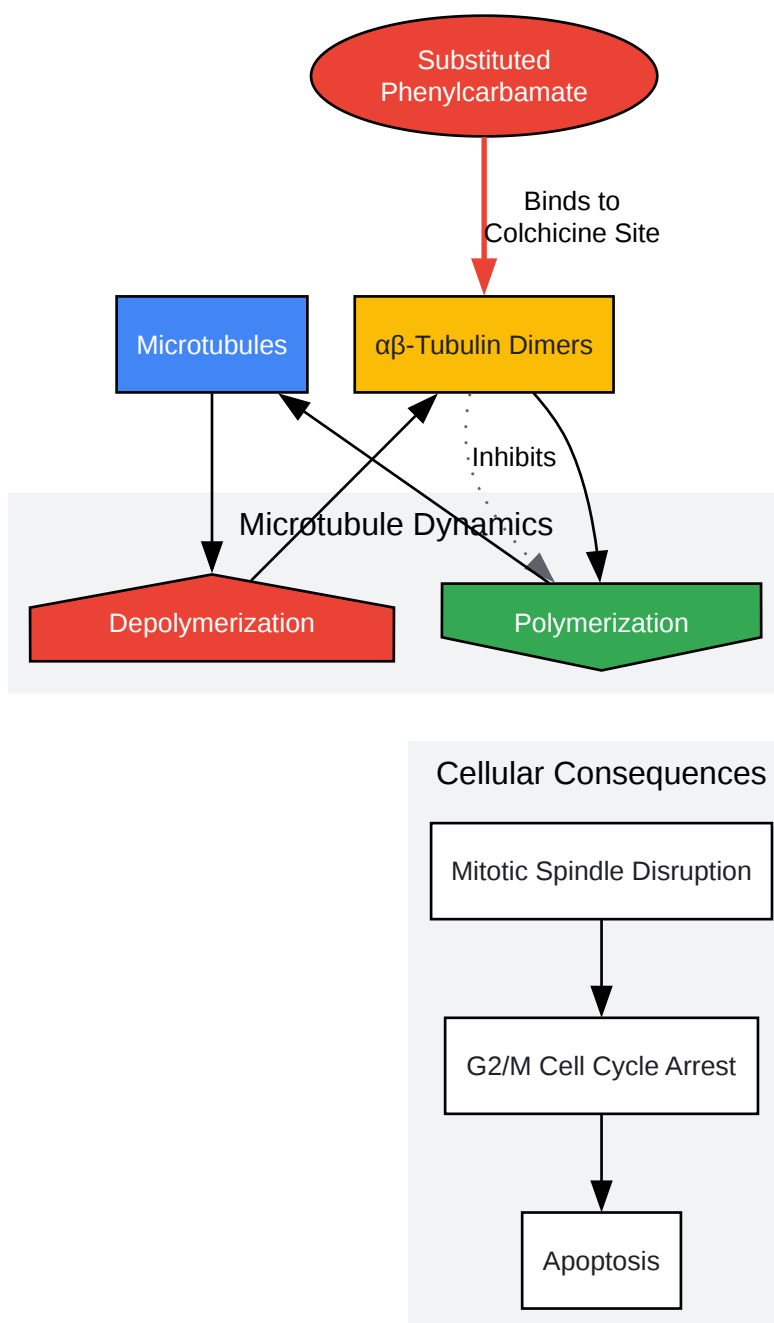 Substituted
Phenylcarbamate
Binds to
Colchicine Site
Microtubules
αβ-Tubulin Dimers
Inhibits
Microtubule Dynamics
Depolymerization
Polymerization
Cellular Consequences
Mitotic Spindle Disruption
G2/M Cell Cycle Arrest
Apoptosis